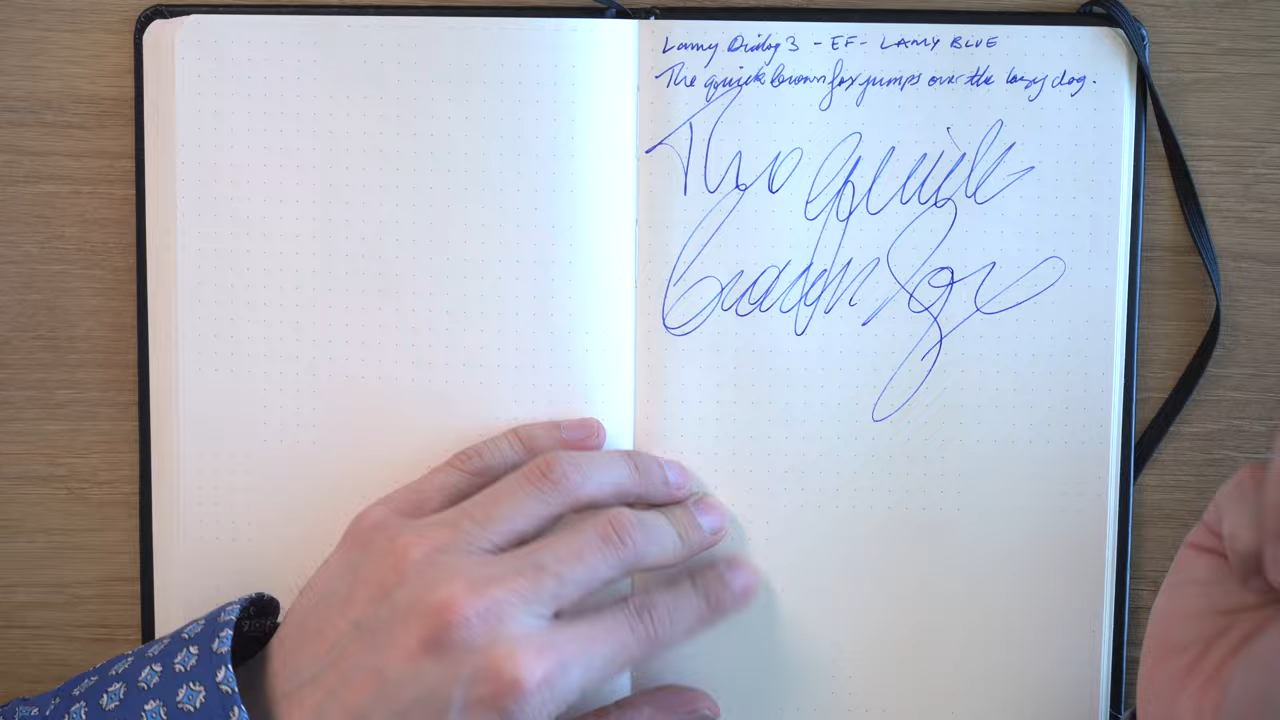 Lamy Dialog 3 - EF - LAMY BLUE
The quick brown fox jumps over the lazy dog.
The quick
brown fox